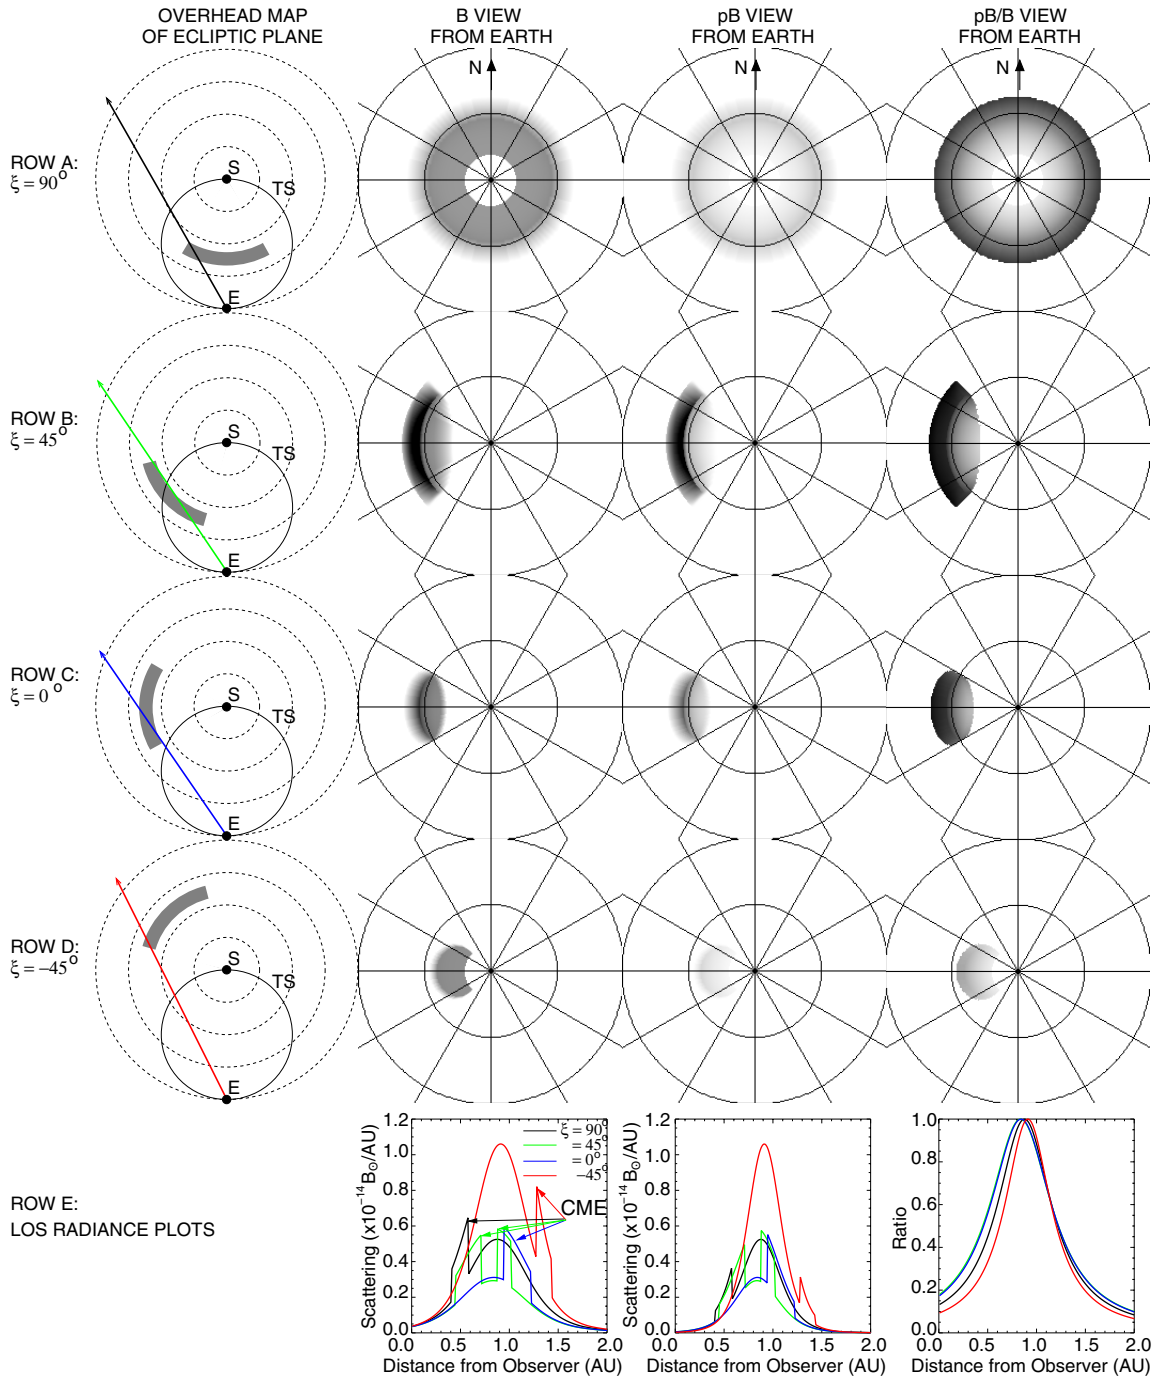 OVERHEAD MAP
OF ECLIPTIC PLANE
B VIEW
FROM EARTH
pB VIEW
FROM EARTH
pB/B VIEW
FROM EARTH
N
N
N
ROW A:
ξ = 90°
S
TS
E
ROW B:
ξ = 45°
S
TS
E
ROW C:
ξ = 0°
S
TS
E
ROW D:
ξ = −45°
S
TS
E
ROW E:
LOS RADIANCE PLOTS
Scattering (x10⁻¹⁴ B⊙/AU)
1.2
1.0
0.8
0.6
0.4
0.2
0.0
ξ = 90°
= 45°
= 0°
−45°
CME
0.0 0.5 1.0 1.5 2.0
Distance from Observer (AU)
Scattering (x10⁻¹⁴ B⊙/AU)
1.2
1.0
0.8
0.6
0.4
0.2
0.0
0.0 0.5 1.0 1.5 2.0
Distance from Observer (AU)
Ratio
1.0
0.8
0.6
0.4
0.2
0.0
0.0 0.5 1.0 1.5 2.0
Distance from Observer (AU)